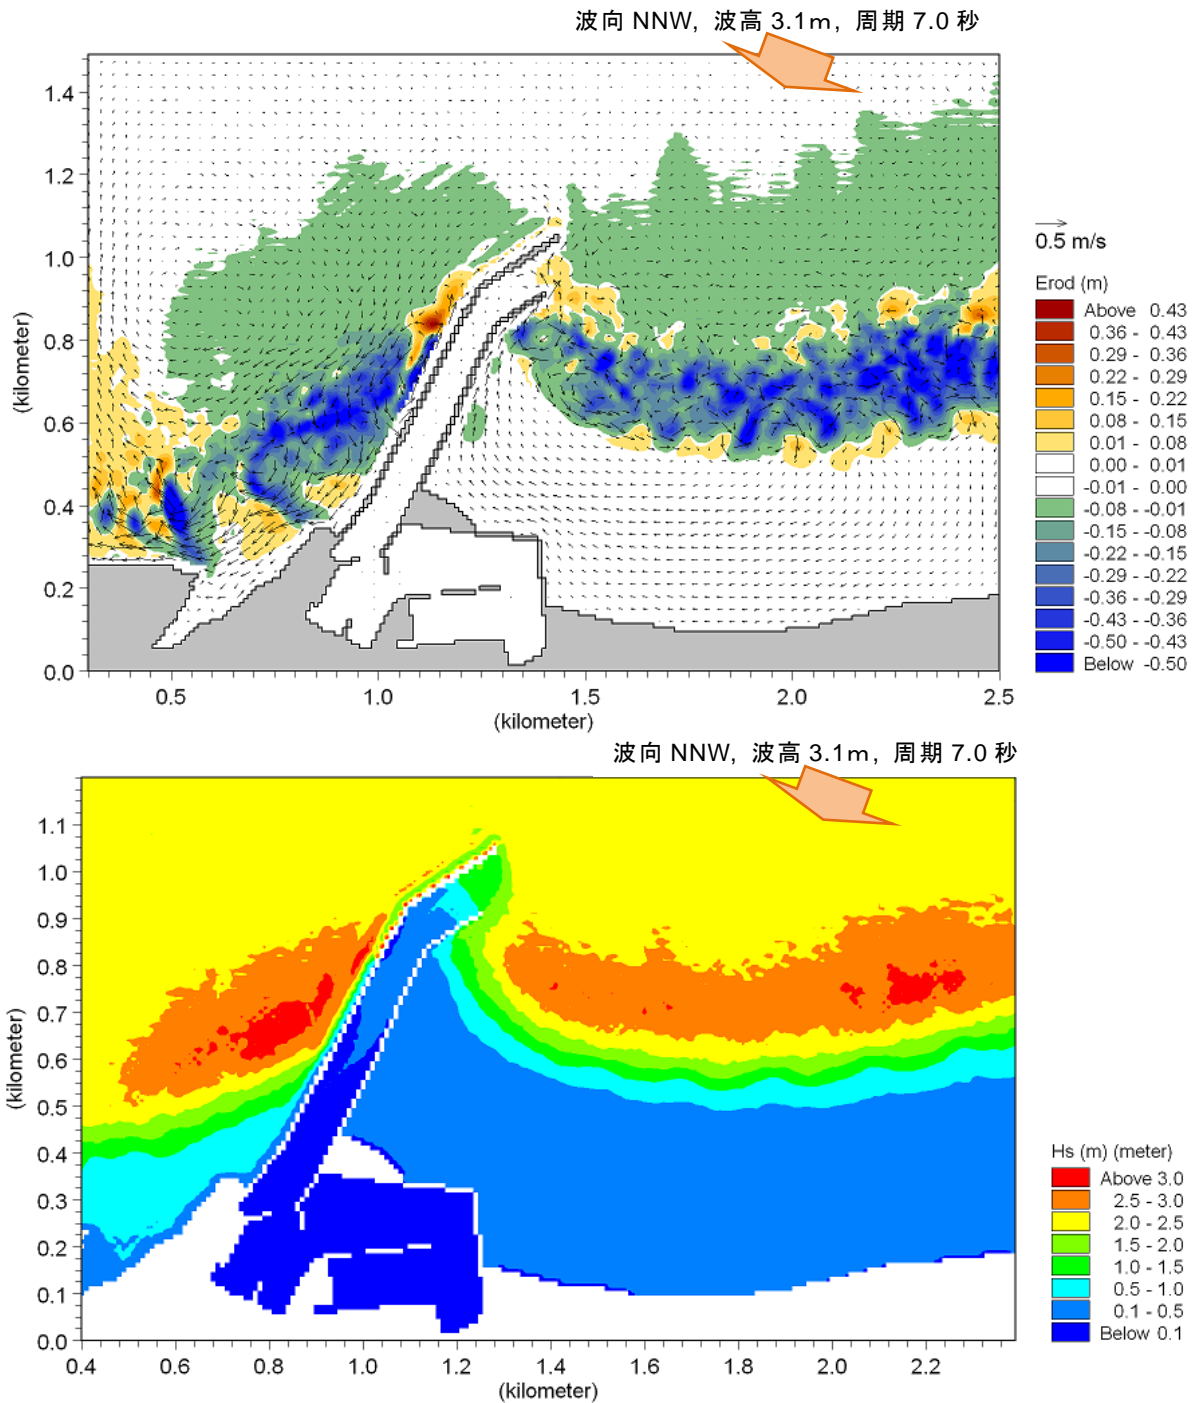 波向 NNW, 波高 3.1m, 周期 7.0 秒
1.4
1.2
1.0
0.8
0.6
0.4
0.2
0.0
(kilometer)
0.5
1.0
1.5
2.0
2.5
(kilometer)
0.5 m/s
Erod (m)
Above 0.43
0.36 - 0.43
0.29 - 0.36
0.22 - 0.29
0.15 - 0.22
0.08 - 0.15
0.01 - 0.08
0.00 - 0.01
-0.01 - 0.00
-0.08 - -0.01
-0.15 - -0.08
-0.22 - -0.15
-0.29 - -0.22
-0.36 - -0.29
-0.43 - -0.36
-0.50 - -0.43
Below -0.50
波向 NNW, 波高 3.1m, 周期 7.0 秒
1.1
1.0
0.9
0.8
0.7
0.6
0.5
0.4
0.3
0.2
0.1
0.0
(kilometer)
0.4
0.6
0.8
1.0
1.2
1.4
1.6
1.8
2.0
2.2
(kilometer)
Hs (m) (meter)
Above 3.0
2.5 - 3.0
2.0 - 2.5
1.5 - 2.0
1.0 - 1.5
0.5 - 1.0
0.1 - 0.5
Below 0.1